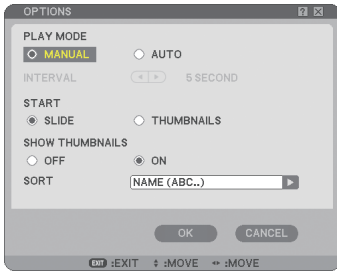 OPTIONS
PLAY MODE
MANUAL AUTO
INTERVAL 5 SECOND
START
SLIDE THUMBNAILS
SHOW THUMBNAILS
OFF ON
SORT NAME (ABC..)
OK CANCEL
EXIT :EXIT :MOVE :MOVE